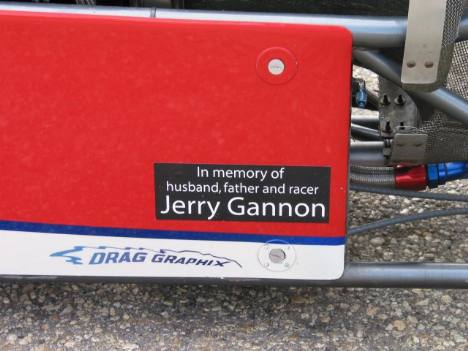 In memory of
husband, father and racer
Jerry Gannon
DRAG GRAPHIX